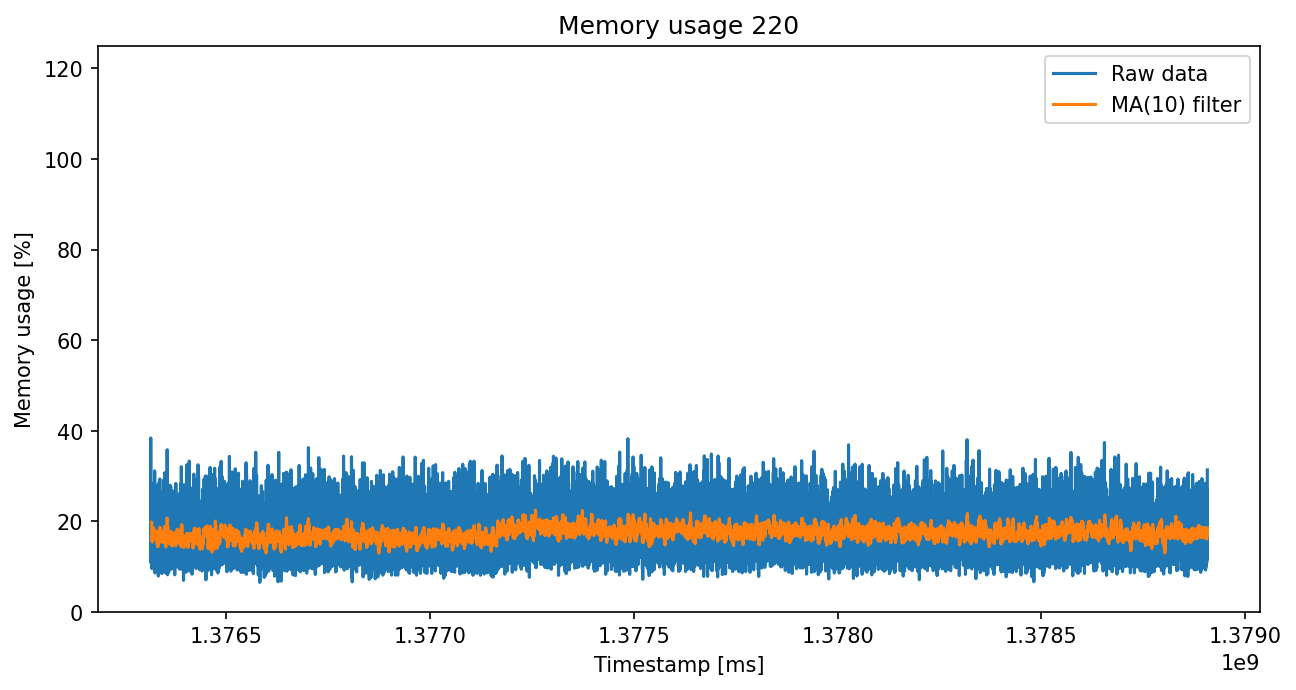 Memory usage 220
Raw data
MA(10) filter
Memory usage [%]
120
100
80
60
40
20
0
1.3765 1.3770 1.3775 1.3780 1.3785 1.3790
1e9
Timestamp [ms]